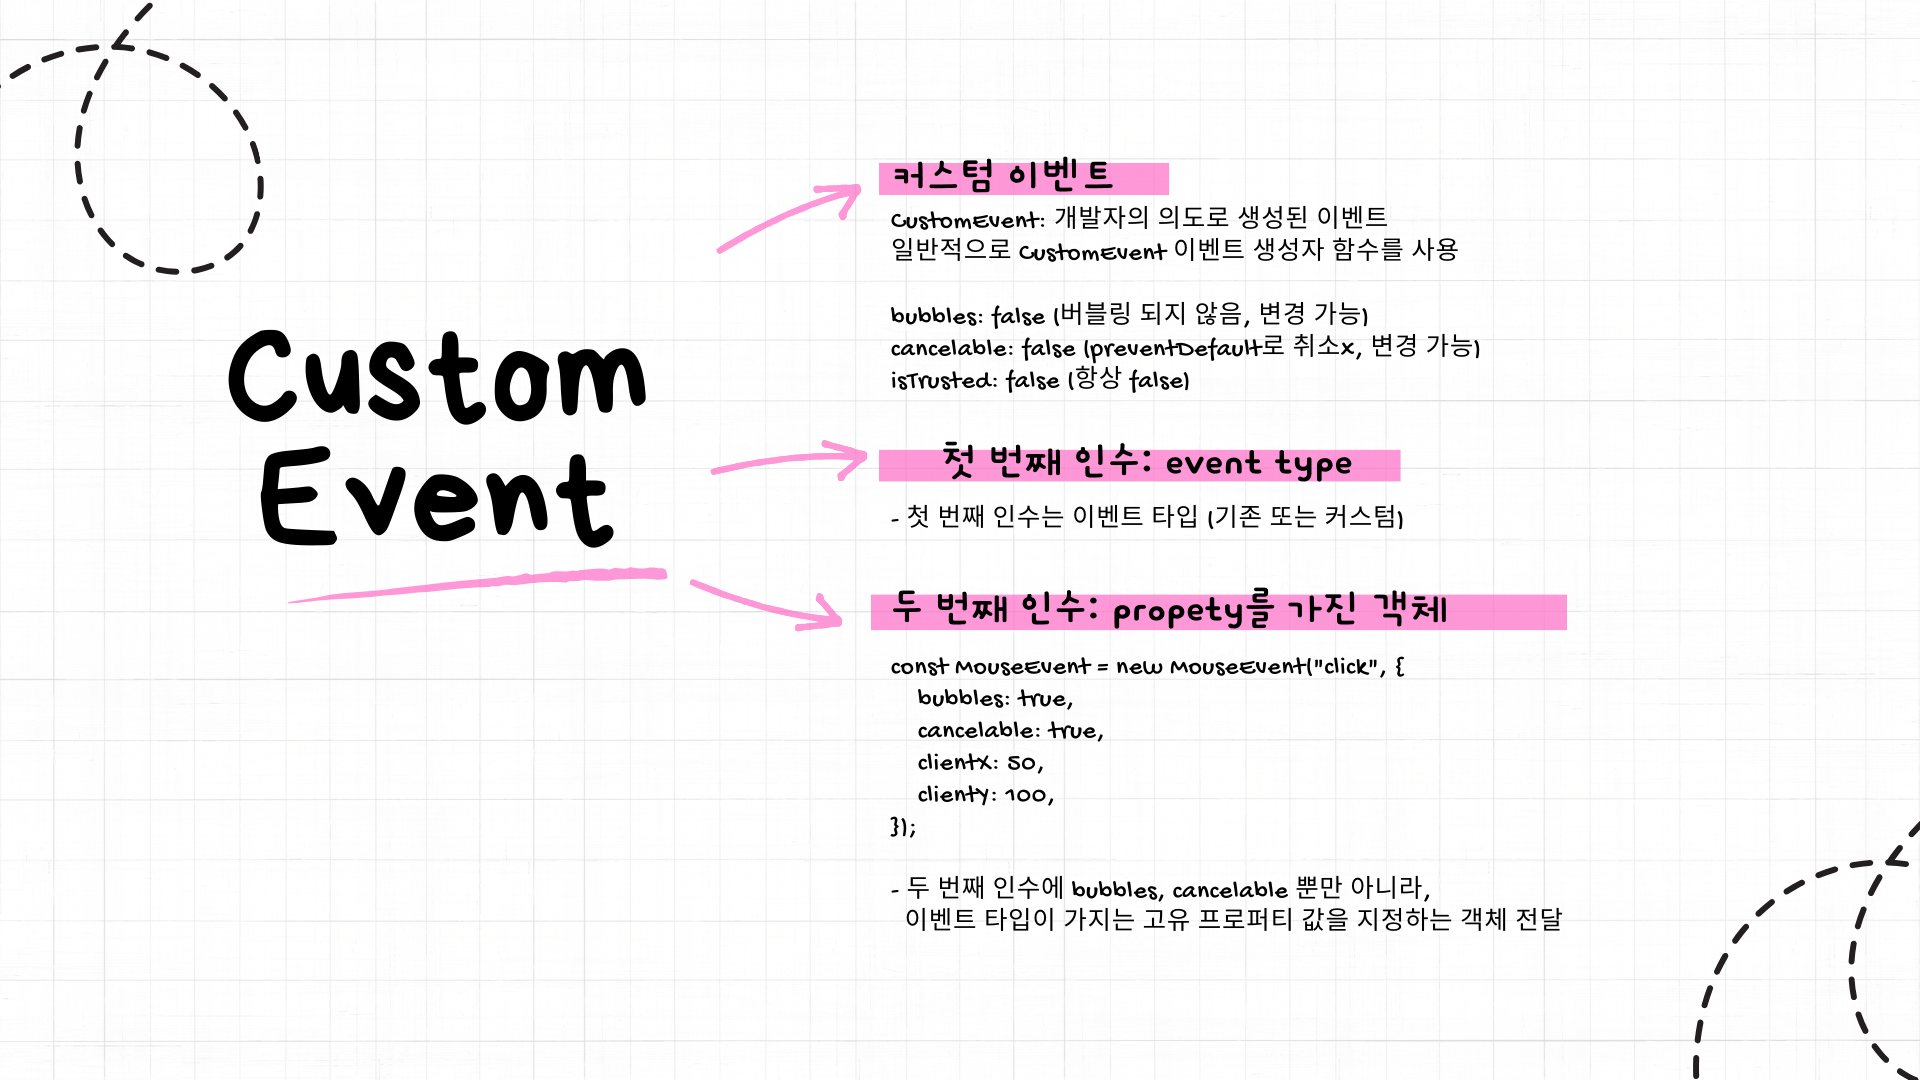 Custom
Event
커스텀 이벤트
CustomEvent: 개발자의 의도로 생성된 이벤트
일반적으로 CustomEvent 이벤트 생성자 함수를 사용
bubbles: false (버블링 되지 않음, 변경 가능)
cancelable: false (preventDefault로 취소x, 변경 가능)
isTrusted: false (항상 false)
첫 번째 인수: event type
- 첫 번째 인수는 이벤트 타입 (기존 또는 커스텀)
두 번째 인수: propety를 가진 객체
const MouseEvent = new MouseEvent("click", {
bubbles: true,
cancelable: true,
clientX: 50,
clientY: 100,
});
- 두 번째 인수에 bubbles, cancelable 뿐만 아니라,
이벤트 타입이 가지는 고유 프로퍼티 값을 지정하는 객체 전달